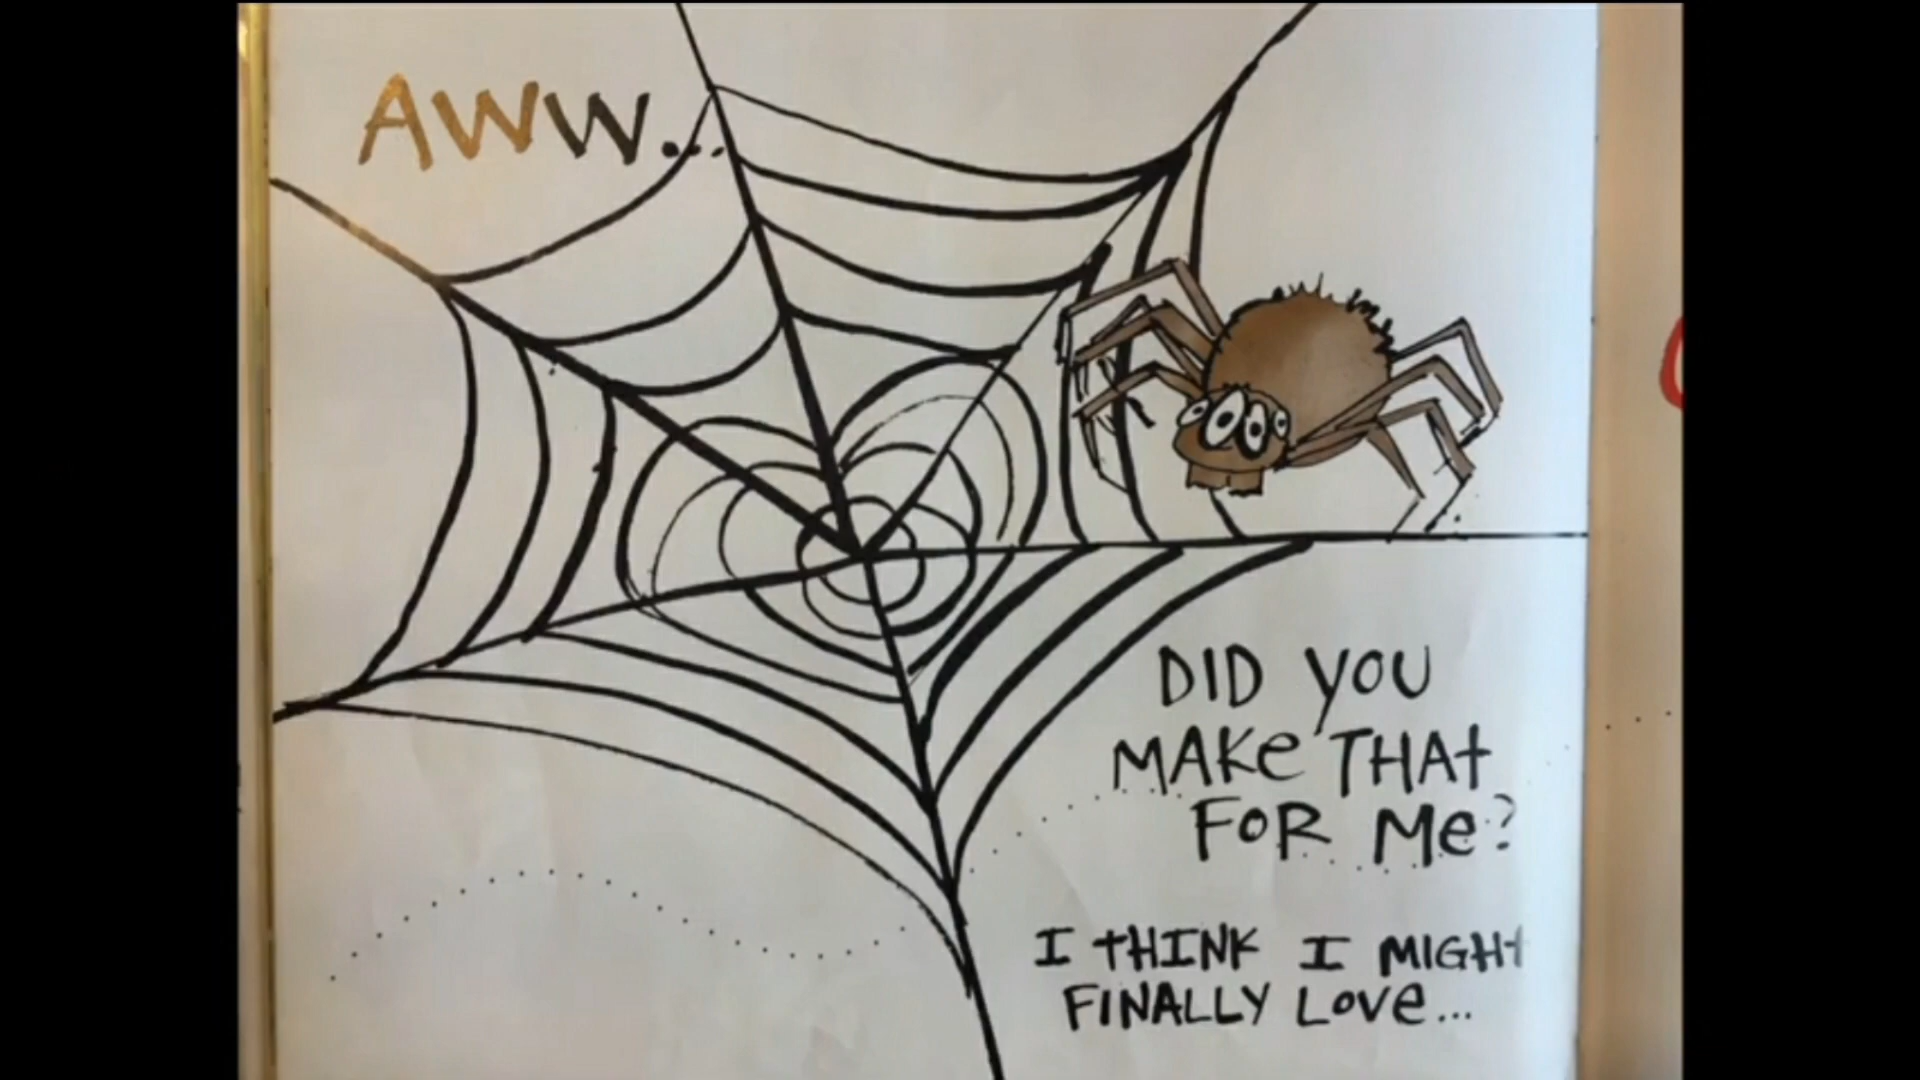 AWW...
DID YOU
MAKE THAT
FOR ME?
I THINK I MIGHT
FINALLY LOVE...